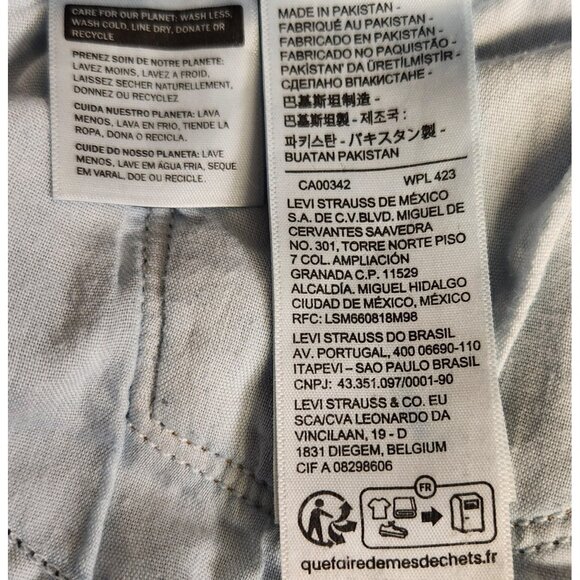 CARE FOR OUR PLANET: WASH LESS,
WASH COLD, LINE DRY, DONATE OR
RECYCLE.
PRENEZ SOIN DE NOTRE PLANETE:
LAVEZ MOINS, LAVEZ A FROID,
LAISSEZ SECHER NATURELLEMENT,
DONNEZ OU RECYCLEZ
CUIDA NUESTRO PLANETA: LAVA
MENOS, LAVA EN FRIO, TIENDE LA
ROPA, DONA O RECICLA.
CUIDE DO NOSSO PLANETA: LAVE
MENOS, LAVE EM ÁGUA FRIA, SEQUE
EM VARAL, DOE OU RECICLE.
MADE IN PAKISTAN -
FABRIQUÉ AU PAKISTAN -
FABRICADO EN PAKISTÁN -
FABRICADO NO PAQUISTÃO -
PAKİSTAN' DA ÜRETİLMİŞTİR -
СДЕЛАНО ВПАКИСТАНЕ -
巴基斯坦制造 -
巴基斯坦製 - 제조국 :
파키스탄 - パキスタン製 -
BUATAN PAKISTAN
CA00342 WPL 423
LEVI STRAUSS DE MÉXICO
S.A. DE C.V.BLVD. MIGUEL DE
CERVANTES SAAVEDRA
NO. 301, TORRE NORTE PISO
7 COL. AMPLIACIÓN
GRANADA C.P. 11529
ALCALDÍA. MIGUEL HIDALGO
CIUDAD DE MÉXICO, MÉXICO
RFC: LSM660818M98
LEVI STRAUSS DO BRASIL
AV. PORTUGAL, 400 06690-110
ITAPEVI – SAO PAULO BRASIL
CNPJ: 43.351.097/0001-90
LEVI STRAUSS & CO. EU
SCA/CVA LEONARDO DA
VINCILAAN, 19 - D
1831 DIEGEM, BELGIUM
CIF A 08298606
FR
quefairedemesdechets.fr